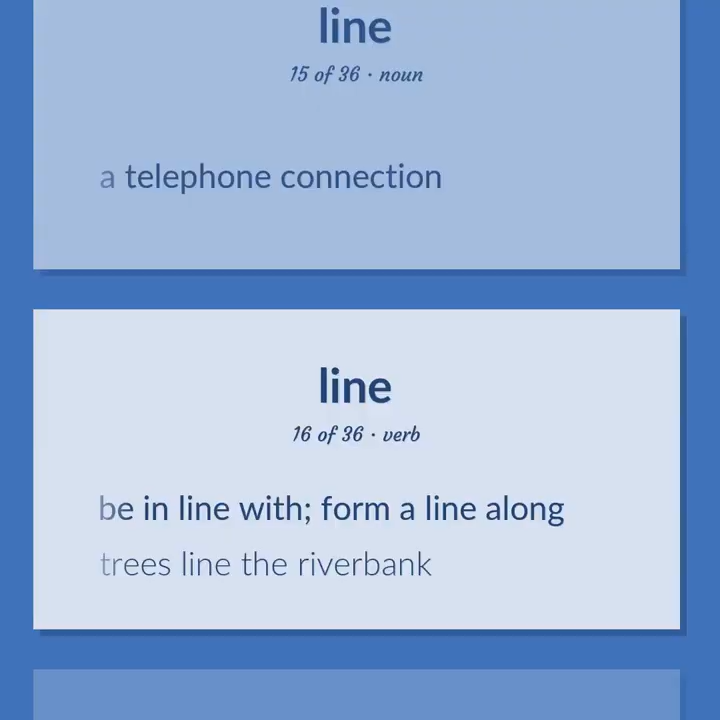 line
15 of 36 · noun
a telephone connection
line
16 of 36 · verb
be in line with; form a line along
trees line the riverbank